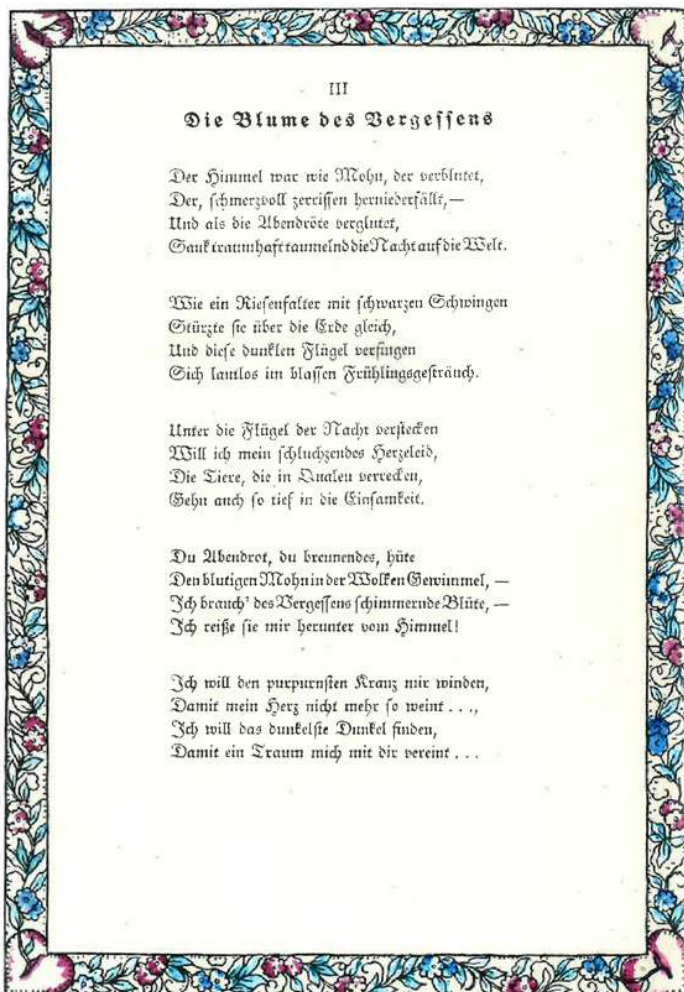 III
Die Blume des Vergessens
Der Himmel war wie Mohn, der verblutet,
Der, schmerzvoll zerrissen herniederfällt, —
Und als die Abendröte verglutet,
Sank traumhaft taumelnd die Nacht auf die Welt.
Wie ein Riesenfalter mit schwarzen Schwingen
Stürzte sie über die Erde gleich,
Und diese dunklen Flügel verfingen
Sich lautlos im blassen Frühlingsgesträuch.
Unter die Flügel der Nacht verstecken
Will ich mein schluchzendes Herzeleid,
Die Tiere, die in Qualen verrecken,
Gehn auch so tief in die Einsamkeit.
Du Abendrot, du brennendes, hüte
Den blutigen Mohn in der Wolken Gewimmel, —
Ich brauch' des Vergessens schimmernde Blüte, —
Ich reiße sie mir herunter vom Himmel!
Ich will den purpurnsten Kranz mir winden,
Damit mein Herz nicht mehr so weint . . .,
Ich will das dunkelste Dunkel finden,
Damit ein Traum mich mit dir vereint . . .